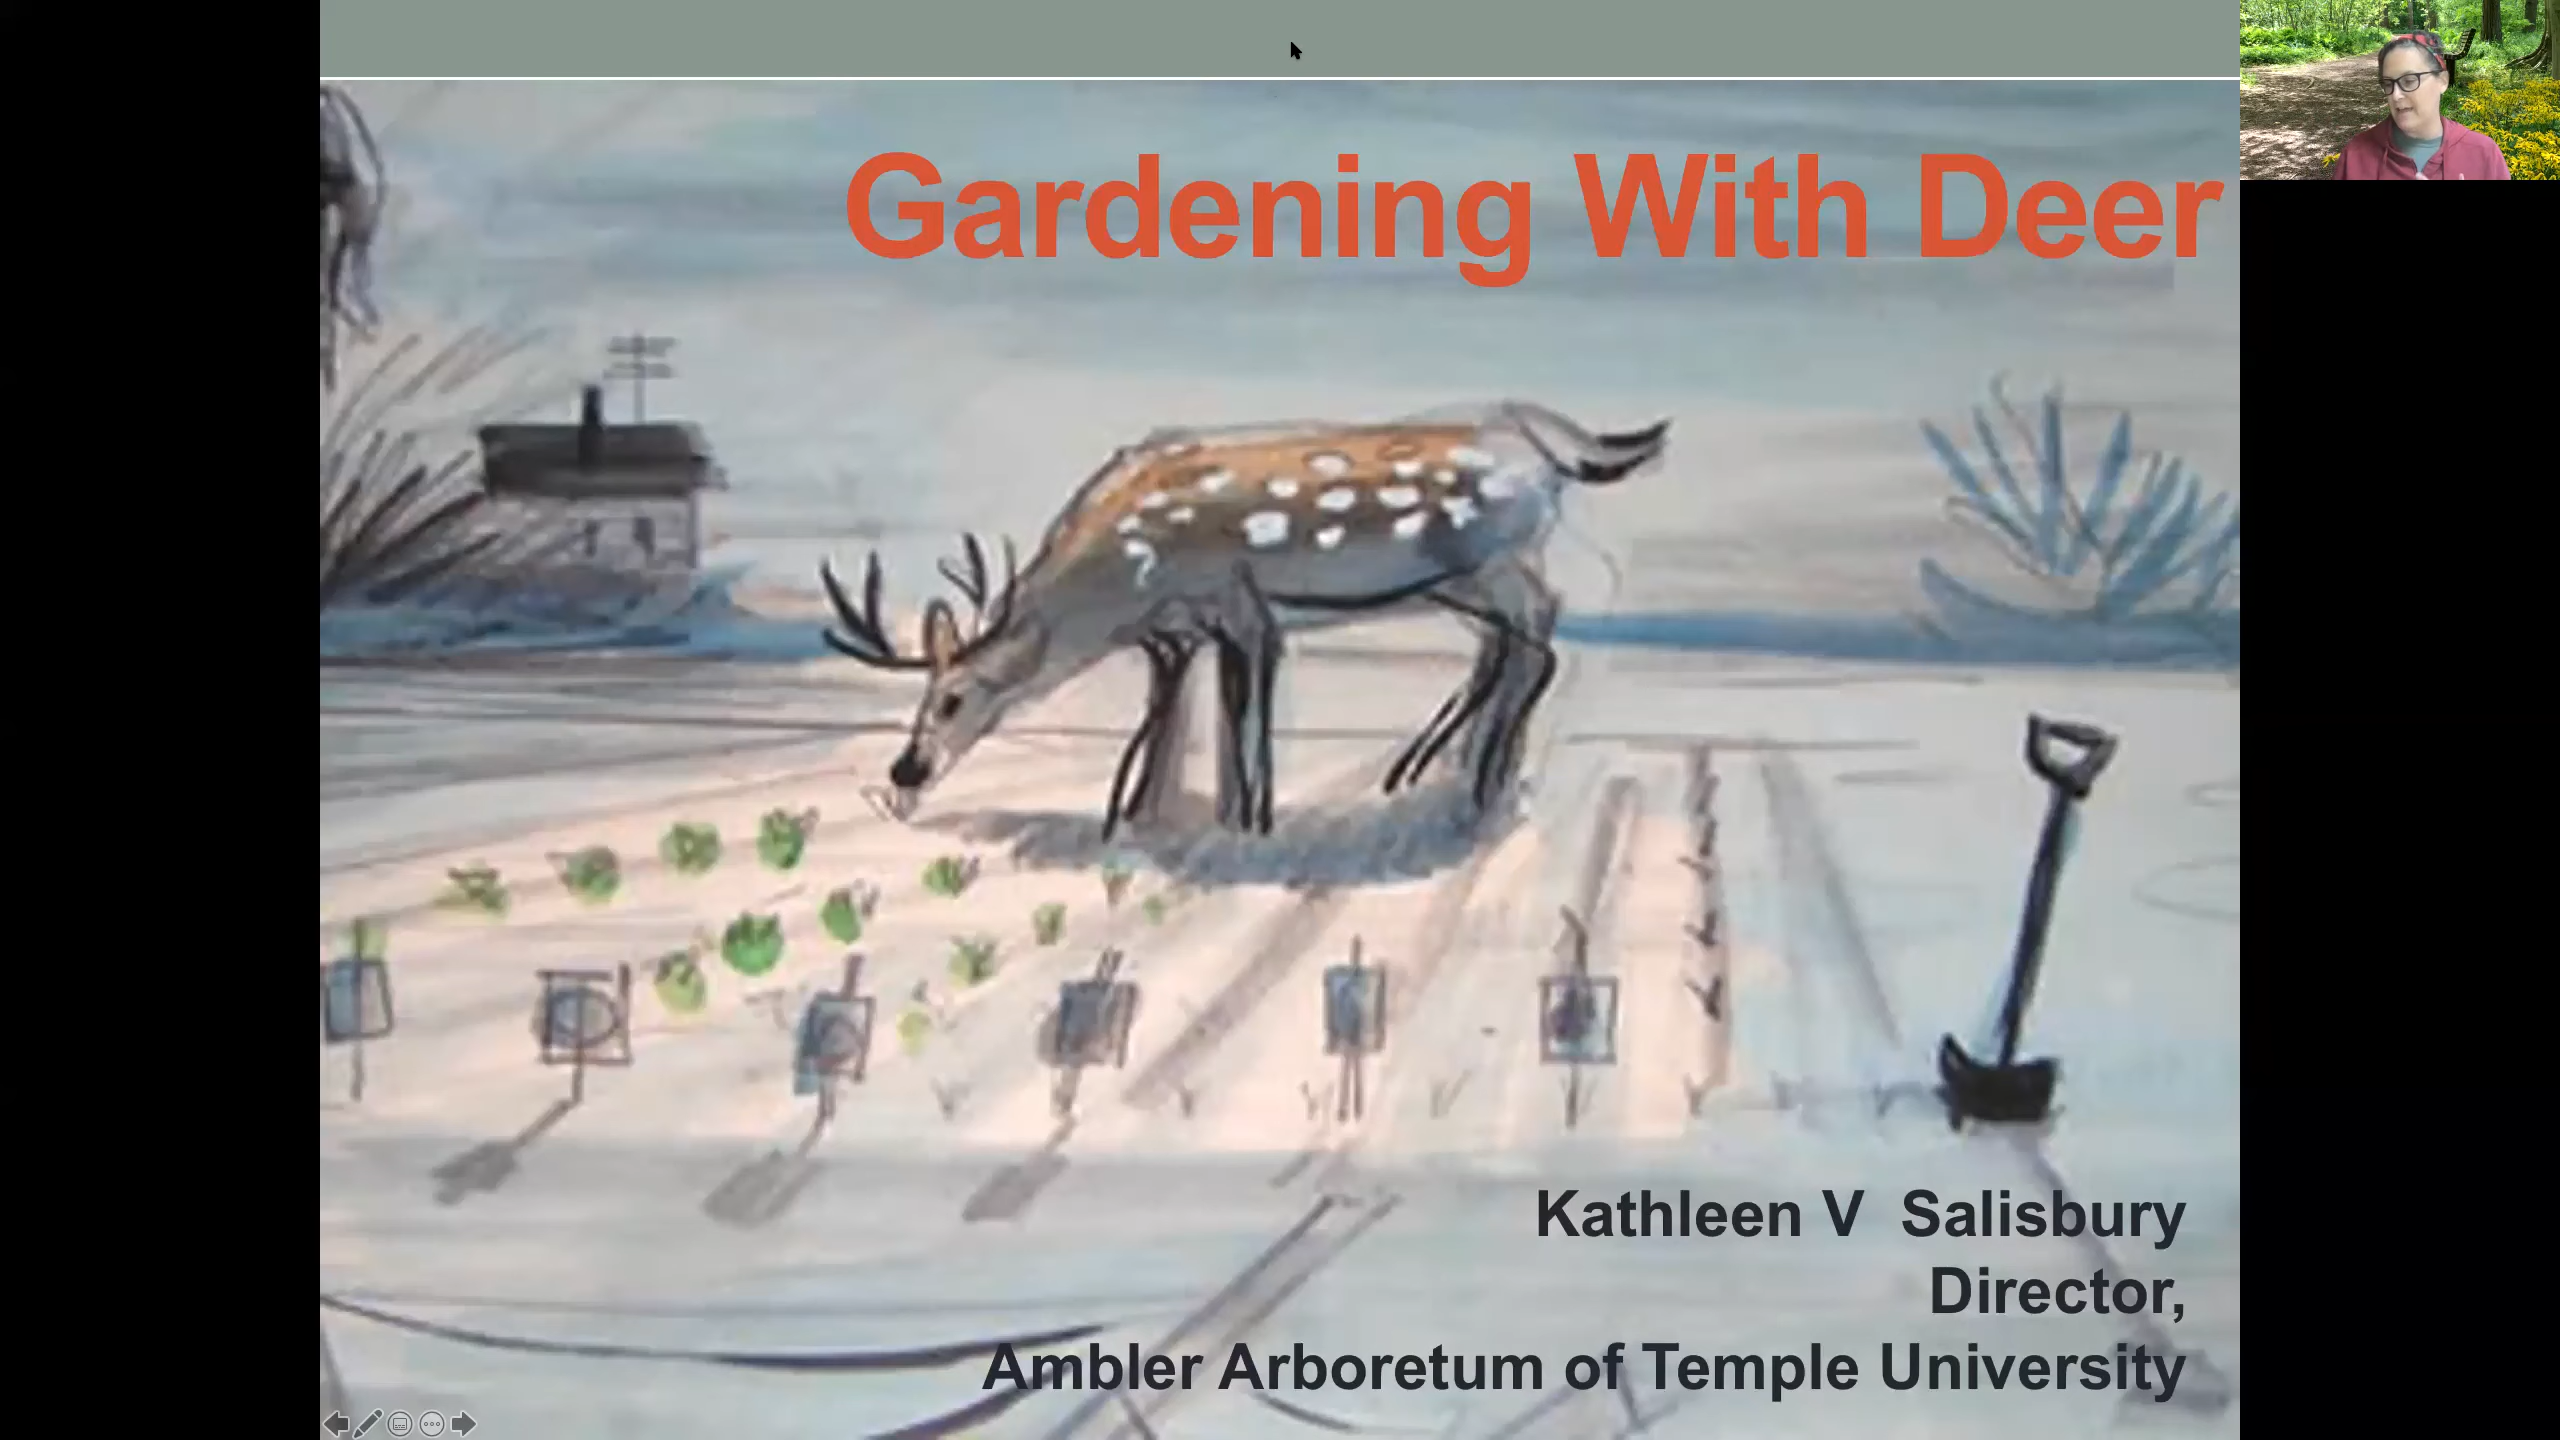 Gardening With Deer
Kathleen V Salisbury
Director,
Ambler Arboretum of Temple University